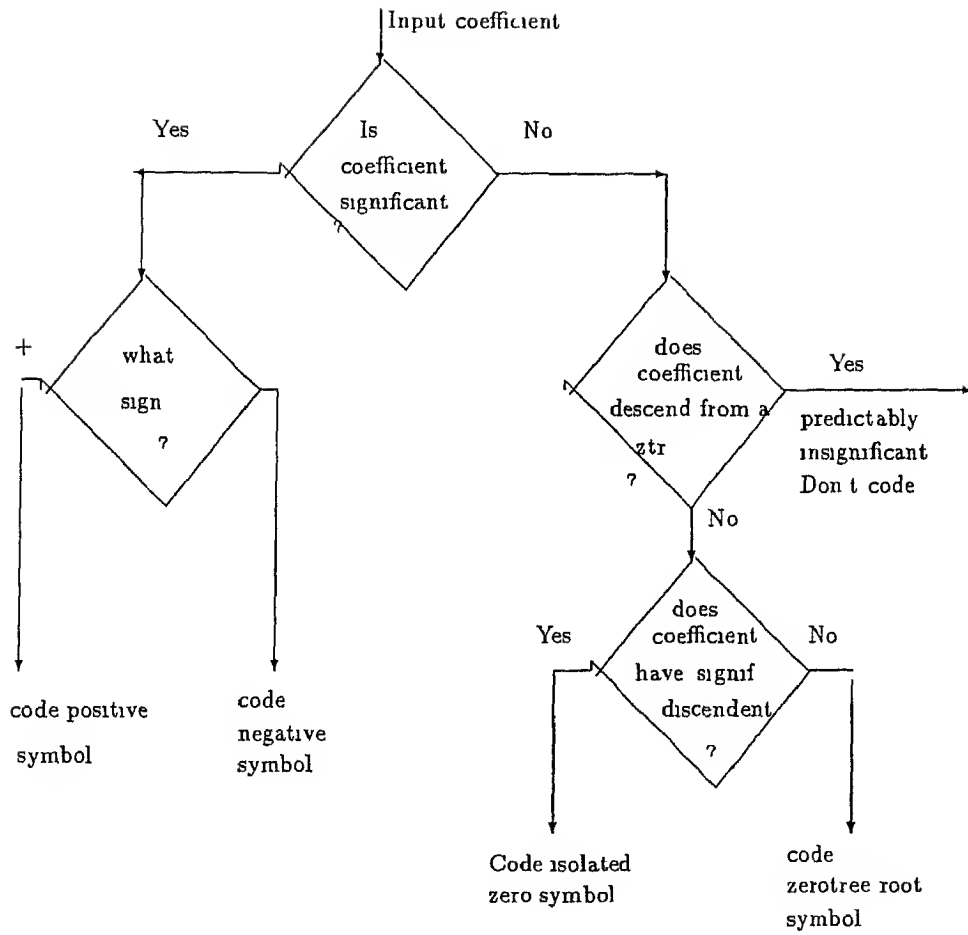 Input coefficient
Yes
Is
No
coefficient
significant
?
+
what
sign
?
does
coefficient
descend from a
ztr
?
Yes
predictably
insignificant
Don t code
No
does
coefficient
have signif
discendent
?
Yes
No
code positive
symbol
code
negative
symbol
Code isolated
zero symbol
code
zerotree root
symbol